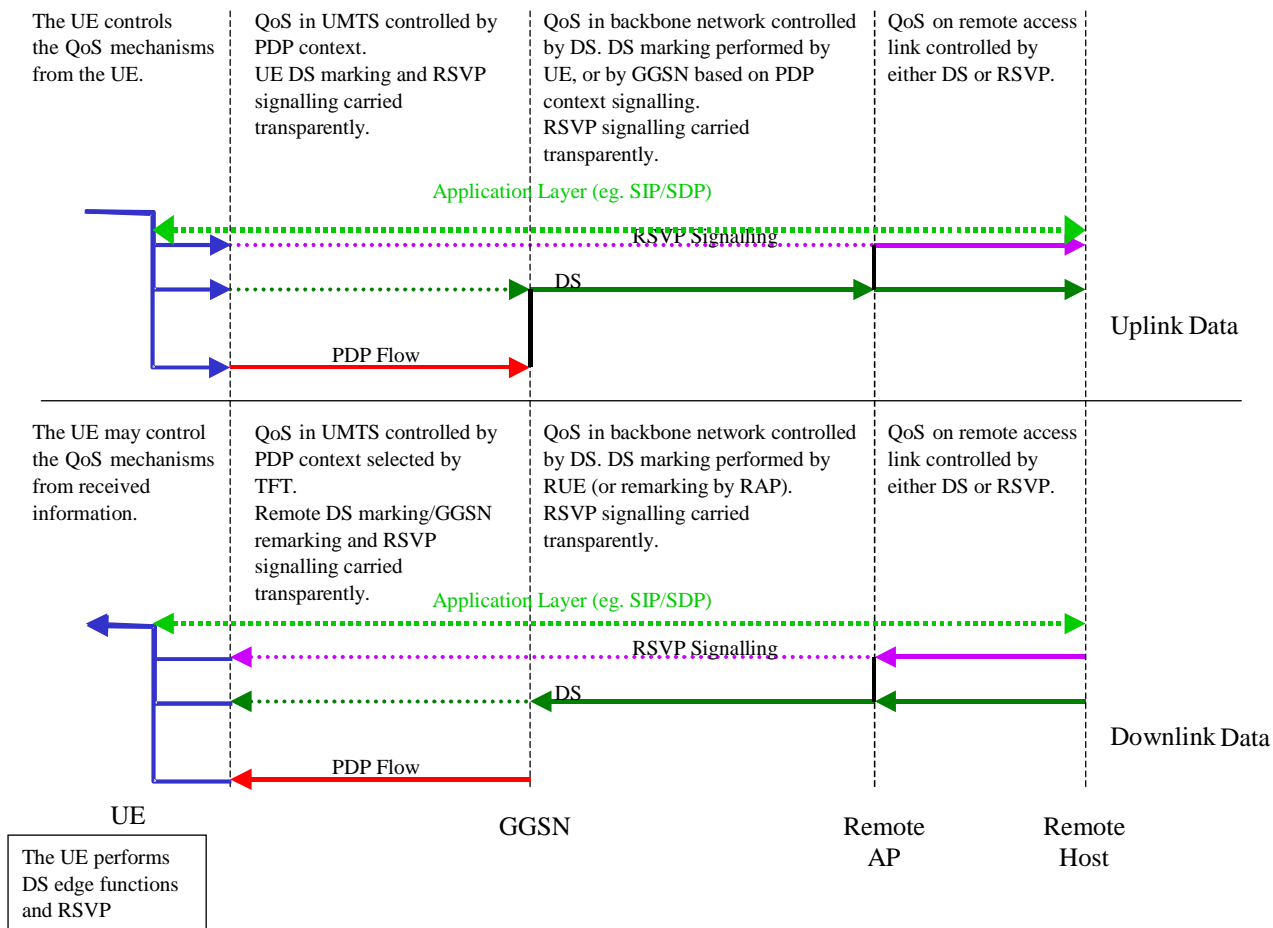 The UE controls
the QoS mechanisms
from the UE.
QoS in UMTS controlled by
PDP context.
UE DS marking and RSVP
signalling carried
transparently.
QoS in backbone network controlled
by DS. DS marking performed by
UE, or by GGSN based on PDP
context signalling.
RSVP signalling carried
transparently.
QoS on remote access
link controlled by
either DS or RSVP.
Application Layer (eg. SIP/SDP)
RSVP Signalling
DS
PDP Flow
Uplink Data
The UE may control
the QoS mechanisms
from received
information.
QoS in UMTS controlled by
PDP context selected by
TFT.
Remote DS marking/GGSN
remarking and RSVP
signalling carried
transparently.
QoS in backbone network controlled
by DS. DS marking performed by
RUE (or remarking by RAP).
RSVP signalling carried
transparently.
QoS on remote access
link controlled by
either DS or RSVP.
Application Layer (eg. SIP/SDP)
RSVP Signalling
DS
PDP Flow
Downlink Data
UE
GGSN
Remote
AP
Remote
Host
The UE performs
DS edge functions
and RSVP